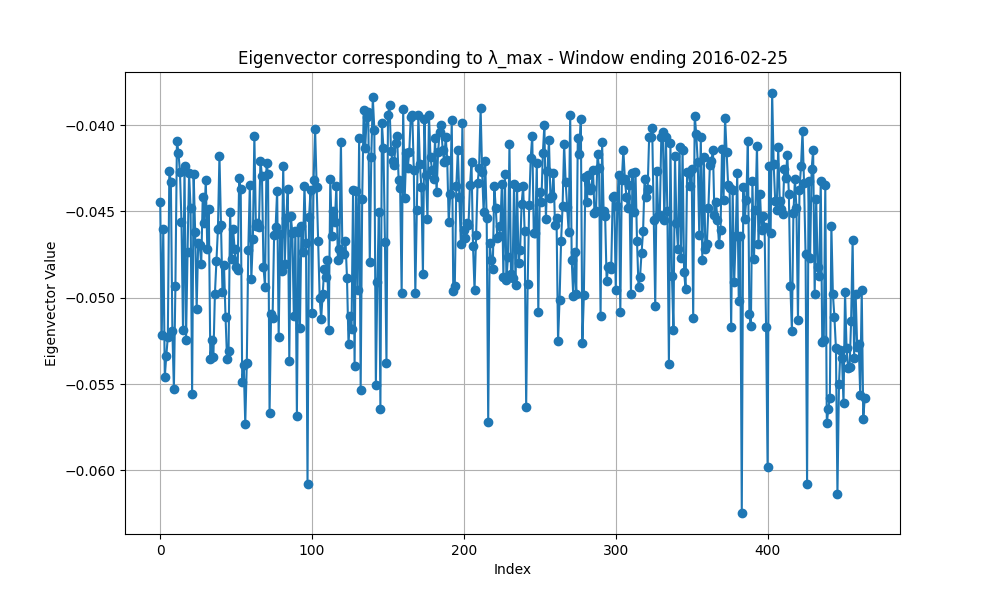 Eigenvector corresponding to λ_max - Window ending 2016-02-25
Eigenvector Value
−0.040
−0.045
−0.050
−0.055
−0.060
0 100 200 300 400
Index